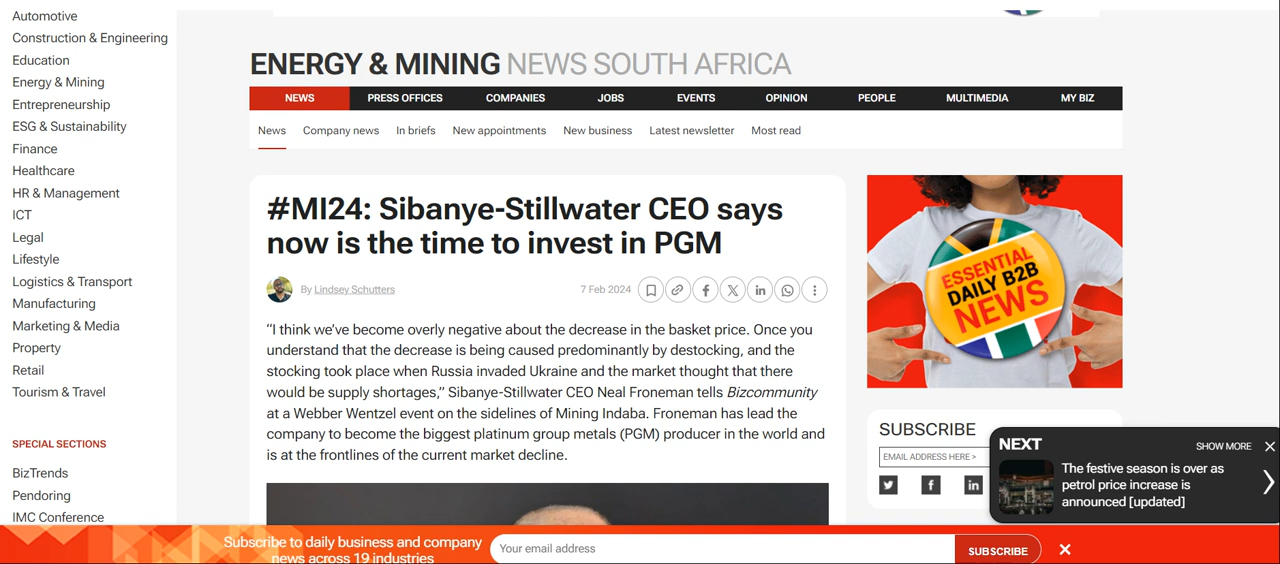 Automotive
Construction & Engineering
Education
Energy & Mining
Entrepreneurship
ESG & Sustainability
Finance
Healthcare
HR & Management
ICT
Legal
Lifestyle
Logistics & Transport
Manufacturing
Marketing & Media
Property
Retail
Tourism & Travel
SPECIAL SECTIONS
BizTrends
Pendoring
IMC Conference
ENERGY & MINING NEWS SOUTH AFRICA
NEWS PRESS OFFICES COMPANIES JOBS EVENTS OPINION PEOPLE MULTIMEDIA MY BIZ
News Company news In briefs New appointments New business Latest newsletter Most read
#MI24: Sibanye-Stillwater CEO says
now is the time to invest in PGM
By Lindsey Schutters 7 Feb 2024
“I think we’ve become overly negative about the decrease in the basket price. Once you
understand that the decrease is being caused predominantly by destocking, and the
stocking took place when Russia invaded Ukraine and the market thought that there
would be supply shortages,” Sibanye-Stillwater CEO Neal Froneman tells Bizcommunity
at a Webber Wentzel event on the sidelines of Mining Indaba. Froneman has lead the
company to become the biggest platinum group metals (PGM) producer in the world and
is at the frontlines of the current market decline.
ESSENTIAL
DAILY B2B
NEWS
SUBSCRIBE
EMAIL ADDRESS HERE >
NEXT SHOW MORE
The festive season is over as
petrol price increase is
announced [updated]
Subscribe to daily business and company
news across 19 industries
Your email address
SUBSCRIBE